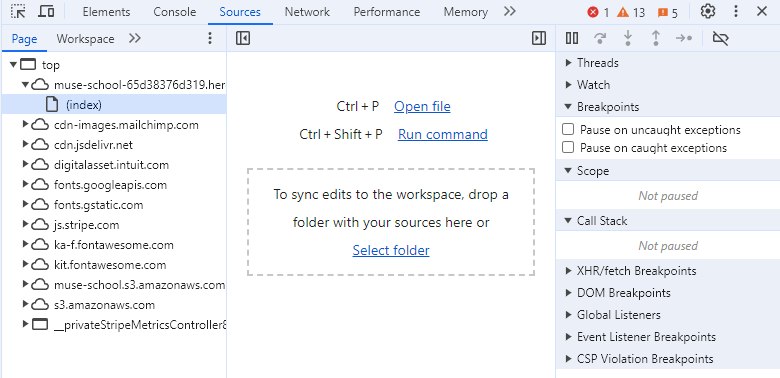 Elements Console Sources Network Performance Memory 1 13 5
Page Workspace
top
muse-school-65d38376d319.her
(index)
cdn-images.mailchimp.com
cdn.jsdelivr.net
digitalasset.intuit.com
fonts.googleapis.com
fonts.gstatic.com
js.stripe.com
ka-f.fontawesome.com
kit.fontawesome.com
muse-school.s3.amazonaws.com
s3.amazonaws.com
__privateStripeMetricsController8
Ctrl + P Open file
Ctrl + Shift + P Run command
To sync edits to the workspace, drop a
folder with your sources here or
Select folder
Threads
Watch
Breakpoints
Pause on uncaught exceptions
Pause on caught exceptions
Scope
Not paused
Call Stack
Not paused
XHR/fetch Breakpoints
DOM Breakpoints
Global Listeners
Event Listener Breakpoints
CSP Violation Breakpoints